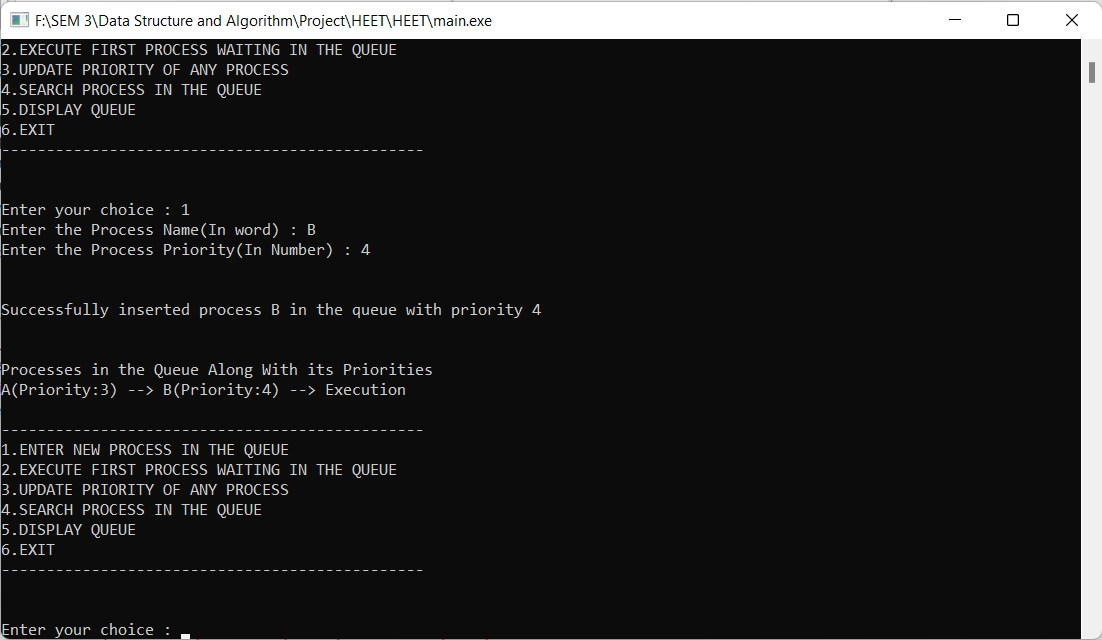 F:\SEM 3\Data Structure and Algorithm\Project\HEET\HEET\main.exe
2.EXECUTE FIRST PROCESS WAITING IN THE QUEUE
3.UPDATE PRIORITY OF ANY PROCESS
4.SEARCH PROCESS IN THE QUEUE
5.DISPLAY QUEUE
6.EXIT
-----------------------------------------------
Enter your choice : 1
Enter the Process Name(In word) : B
Enter the Process Priority(In Number) : 4
Successfully inserted process B in the queue with priority 4
Processes in the Queue Along With its Priorities
A(Priority:3) --> B(Priority:4) --> Execution
-----------------------------------------------
1.ENTER NEW PROCESS IN THE QUEUE
2.EXECUTE FIRST PROCESS WAITING IN THE QUEUE
3.UPDATE PRIORITY OF ANY PROCESS
4.SEARCH PROCESS IN THE QUEUE
5.DISPLAY QUEUE
6.EXIT
-----------------------------------------------
Enter your choice :